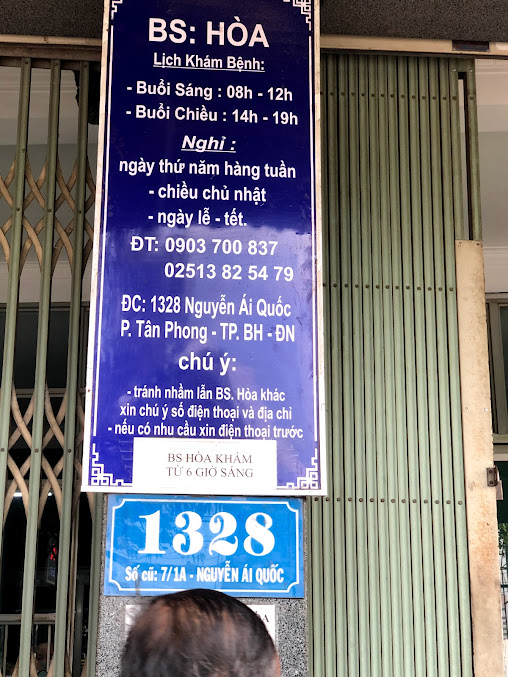 BS: HÒA
Lịch Khám Bệnh:
- Buổi Sáng : 08h - 12h
- Buổi Chiều : 14h - 19h
Nghỉ :
ngày thứ năm hàng tuần
- chiều chủ nhật
- ngày lễ - tết.
ĐT: 0903 700 837
02513 82 54 79
ĐC: 1328 Nguyễn Ái Quốc
P. Tân Phong - TP. BH - ĐN
chú ý:
- tránh nhầm lẫn BS. Hòa khác
xin chú ý số điện thoại và địa chỉ
- nếu có nhu cầu xin điện thoại trước
BS HÒA KHÁM
TỪ 6 GIỜ SÁNG
1328
Số cũ: 7/1A - NGUYỄN ÁI QUỐC